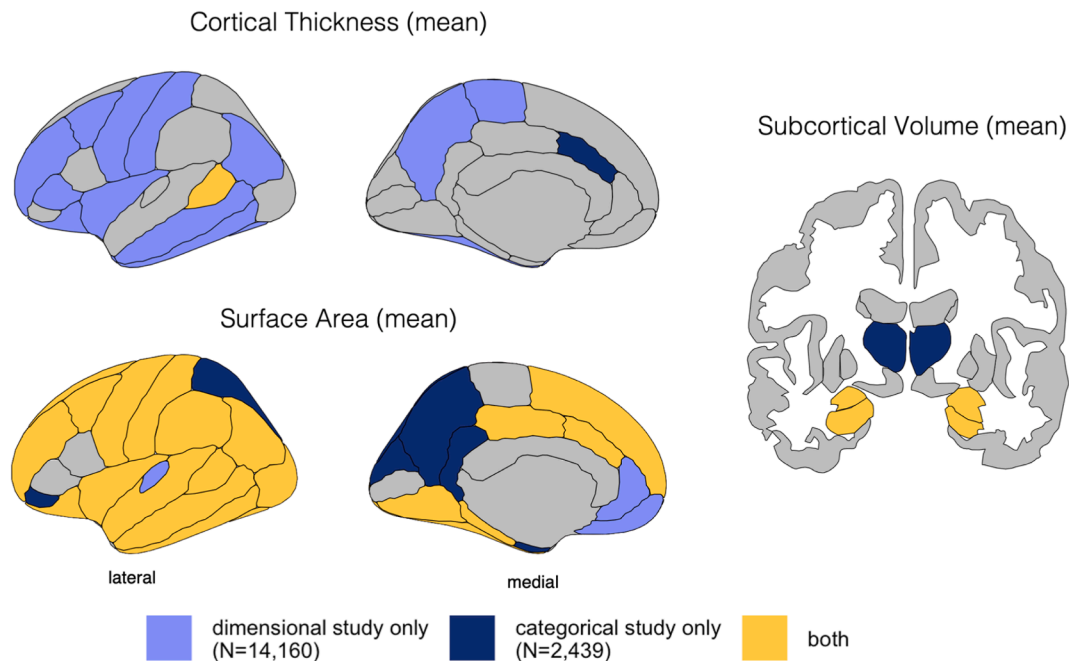 Cortical Thickness (mean)
Subcortical Volume (mean)
Surface Area (mean)
lateral
medial
dimensional study only
(N=14,160)
categorical study only
(N=2,439)
both